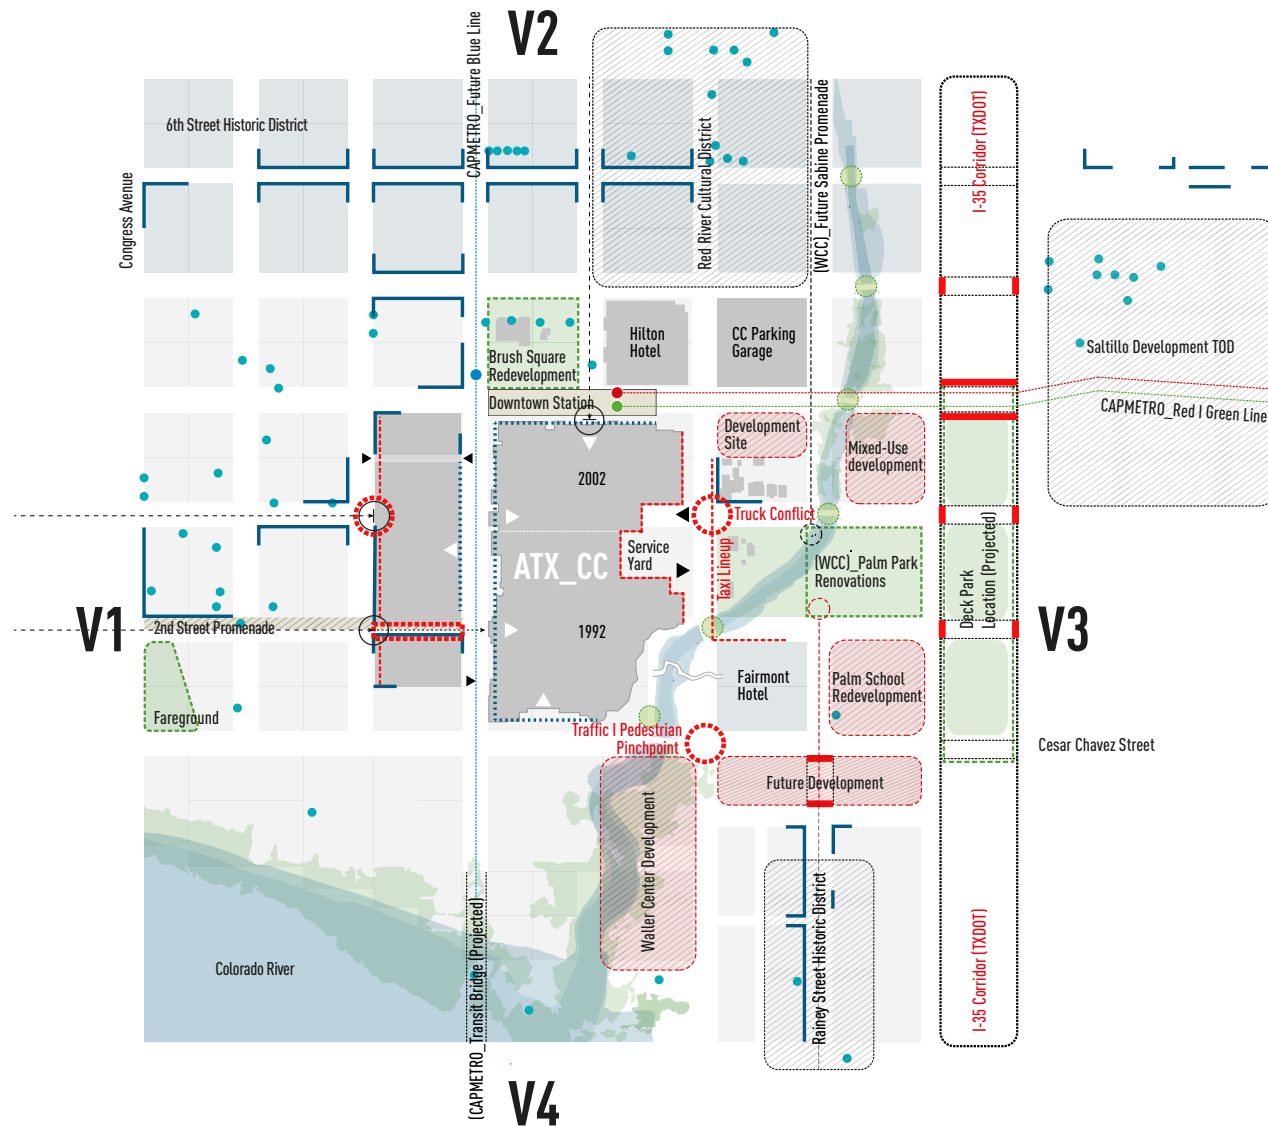 V2
CAPMETRO_Future Blue Line
6th Street Historic District
Congress Avenue
Red River Cultural District
(WCC)_Future Sabine Promenade
I-35 Corridor (TXDOT)
Brush Square
Redevelopment
Hilton
Hotel
CC Parking
Garage
Saltillo Development TOD
Downtown Station
CAPMETRO_Red I Green Line
Development
Site
Mixed-Use
development
2002
Truck Conflict
ATX_CC
Service
Yard
Taxi Lineup
(WCC)_Palm Park
Renovations
Deck Park
Location (Projected)
V1
2nd Street Promenade
1992
V3
Fareground
Fairmont
Hotel
Palm School
Redevelopment
Traffic I Pedestrian
Pinchpoint
Cesar Chavez Street
Future Development
Waller Center Development
Rainey Street Historic District
Colorado River
(CAPMETRO_Transit Bridge (Projected)
I-35 Corridor (TXDOT)
V4